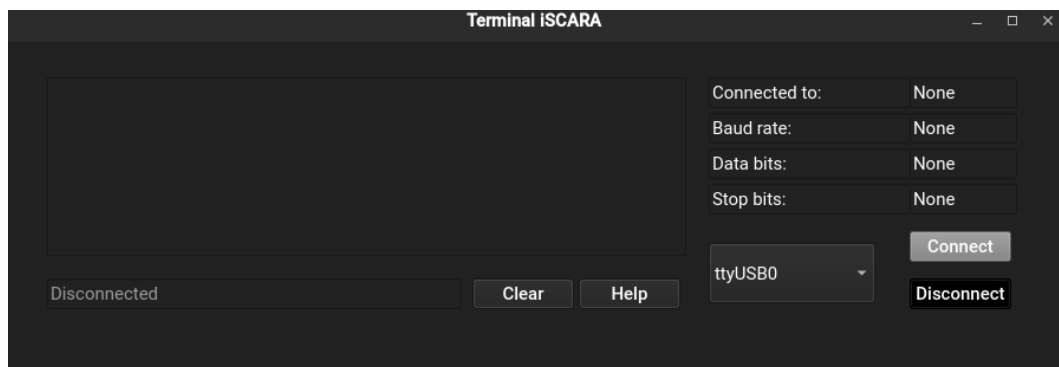 Terminal iSCARA
Connected to: None
Baud rate: None
Data bits: None
Stop bits: None
Connect
ttyUSB0
Disconnected Clear Help Disconnect